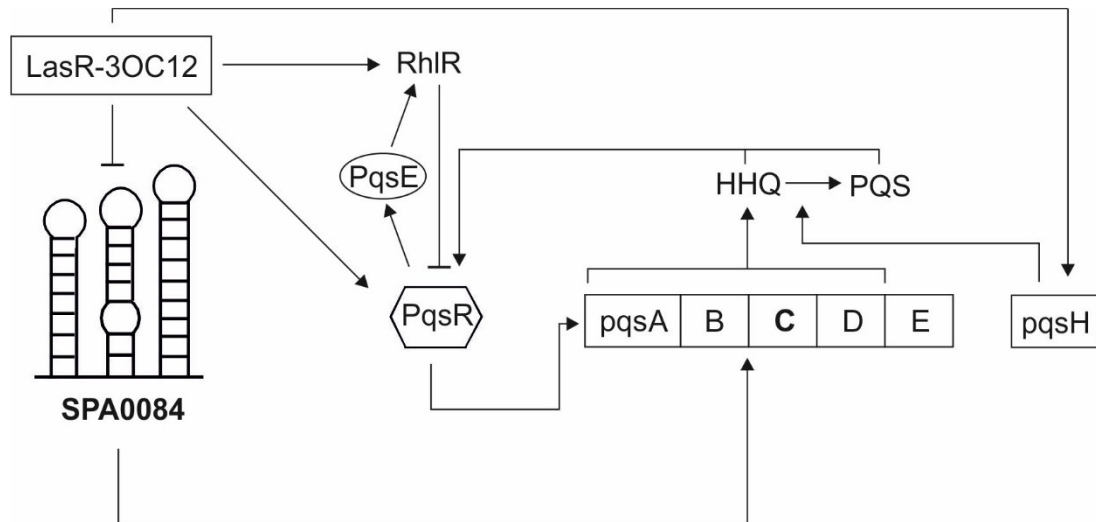 LasR-3OC12
RhlR
PqsE
HHQ
PQS
PqsR
pqsA
B
C
D
E
pqsH
SPA0084